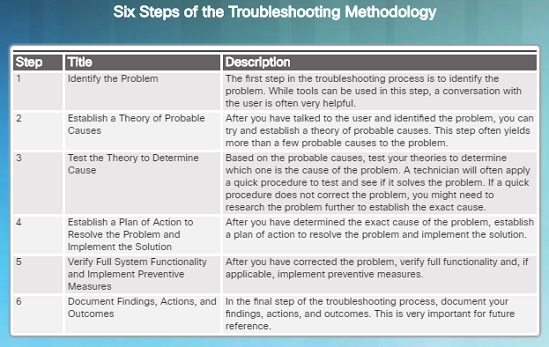 Six Steps of the Troubleshooting Methodology
Step Title Description
1 Identify the Problem The first step in the troubleshooting process is to identify the
problem. While tools can be used in this step, a conversation with
the user is often very helpful.
2 Establish a Theory of Probable After you have talked to the user and identified the problem, you can
Causes try and establish a theory of probable causes. This step often yields
more than a few probable causes to the problem.
3 Test the Theory to Determine Based on the probable causes, test your theories to determine
Cause which one is the cause of the problem. A technician will often apply
a quick procedure to test and see if it solves the problem. If a quick
procedure does not correct the problem, you might need to
research the problem further to establish the exact cause.
4 Establish a Plan of Action to After you have determined the exact cause of the problem, establish
Resolve the Problem and a plan of action to resolve the problem and implement the solution.
Implement the Solution
5 Verify Full System Functionality After you have corrected the problem, verify full functionality and, if
and Implement Preventive applicable, implement preventive measures.
Measures
6 Document Findings, Actions, and In the final step of the troubleshooting process, document your
Outcomes findings, actions, and outcomes. This is very important for future
reference.